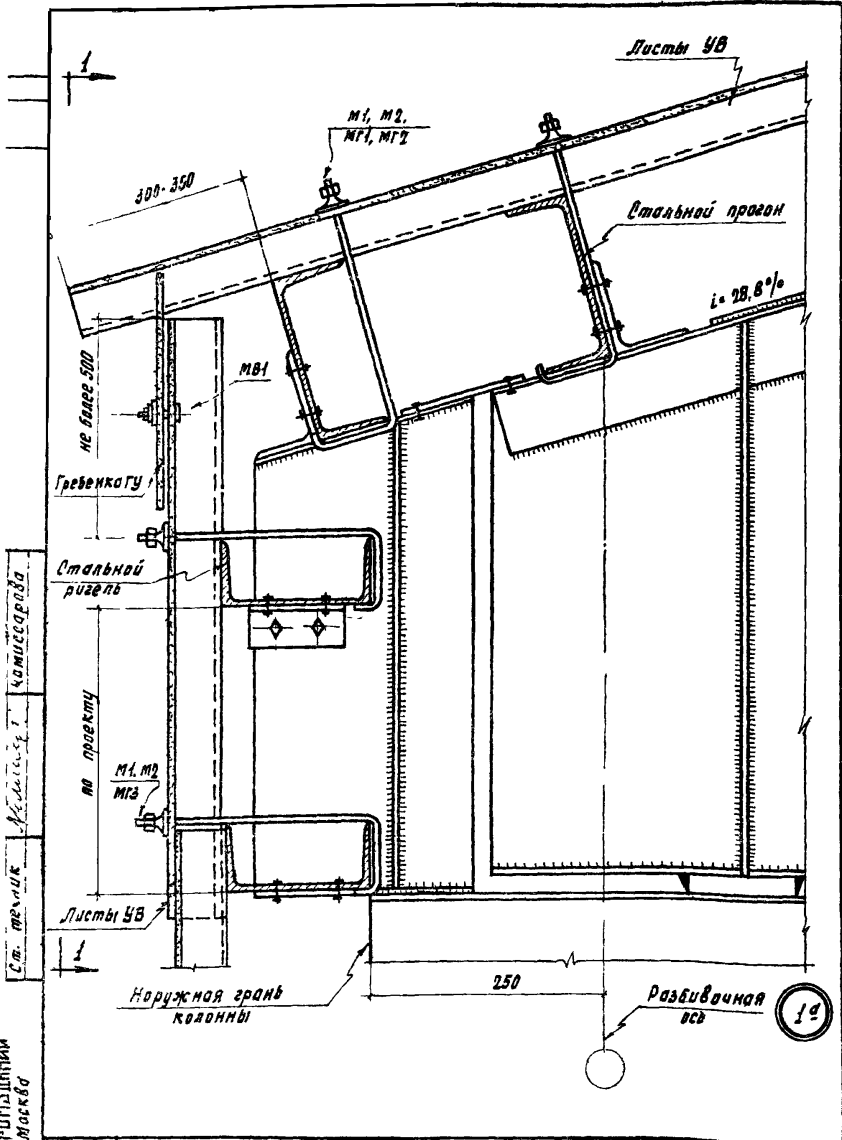 1
Листы УВ
М1, М2,
МГ1, МГ2
300-350
Стальной прогон
i= 28,8%
не более 500
МВ1
Гребенка ГУ
Стальной
ригель
по проекту
М1, М2
МГ3
Листы УВ
1
Наружная грань
колонны
250
Разбивочная
ось
1а
Комиссарова
Ст. техник
Москва